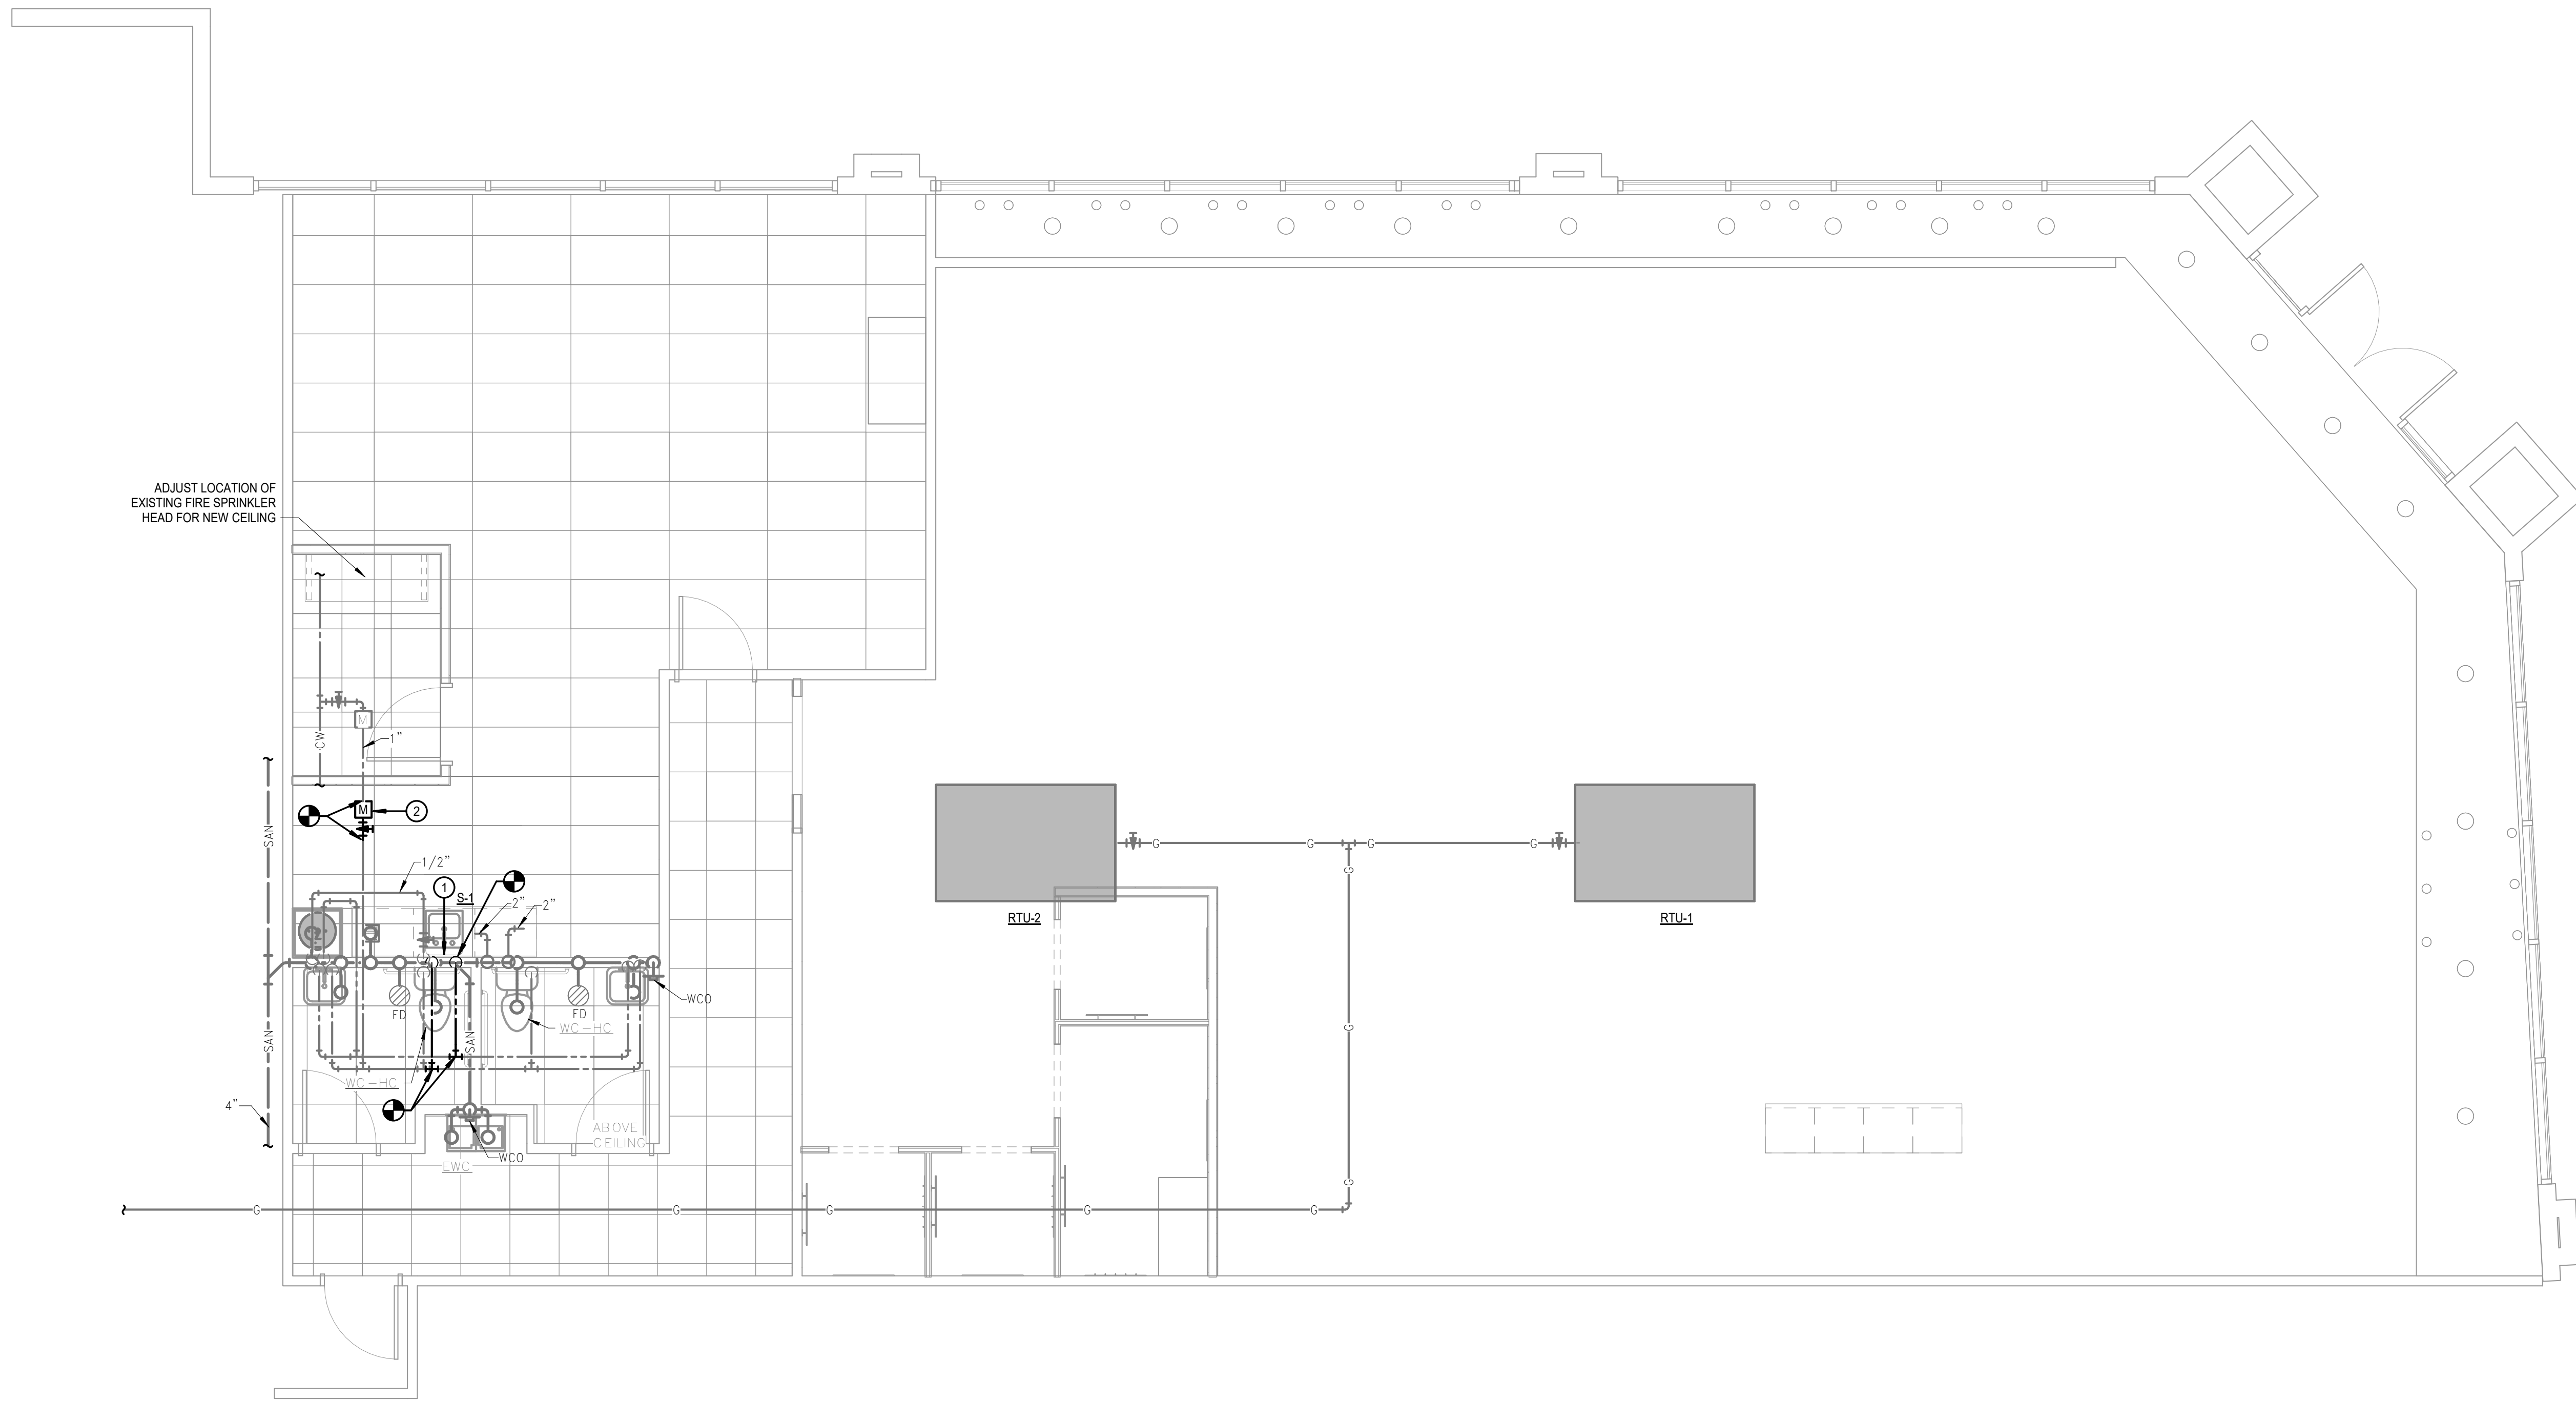 ADJUST LOCATION OF
EXISTING FIRE SPRINKLER
HEAD FOR NEW CEILING
M
1"
CW
M
2
SAN
1/2"
1
S-1
2"
2"
G
G
G
G
G
RTU-2
RTU-1
WCO
FD
FD
WC-HC
SAN
SAN
G
WC-HC
4"
ABOVE
CEILING
WCO
EWC
G
G
G
G
G
G